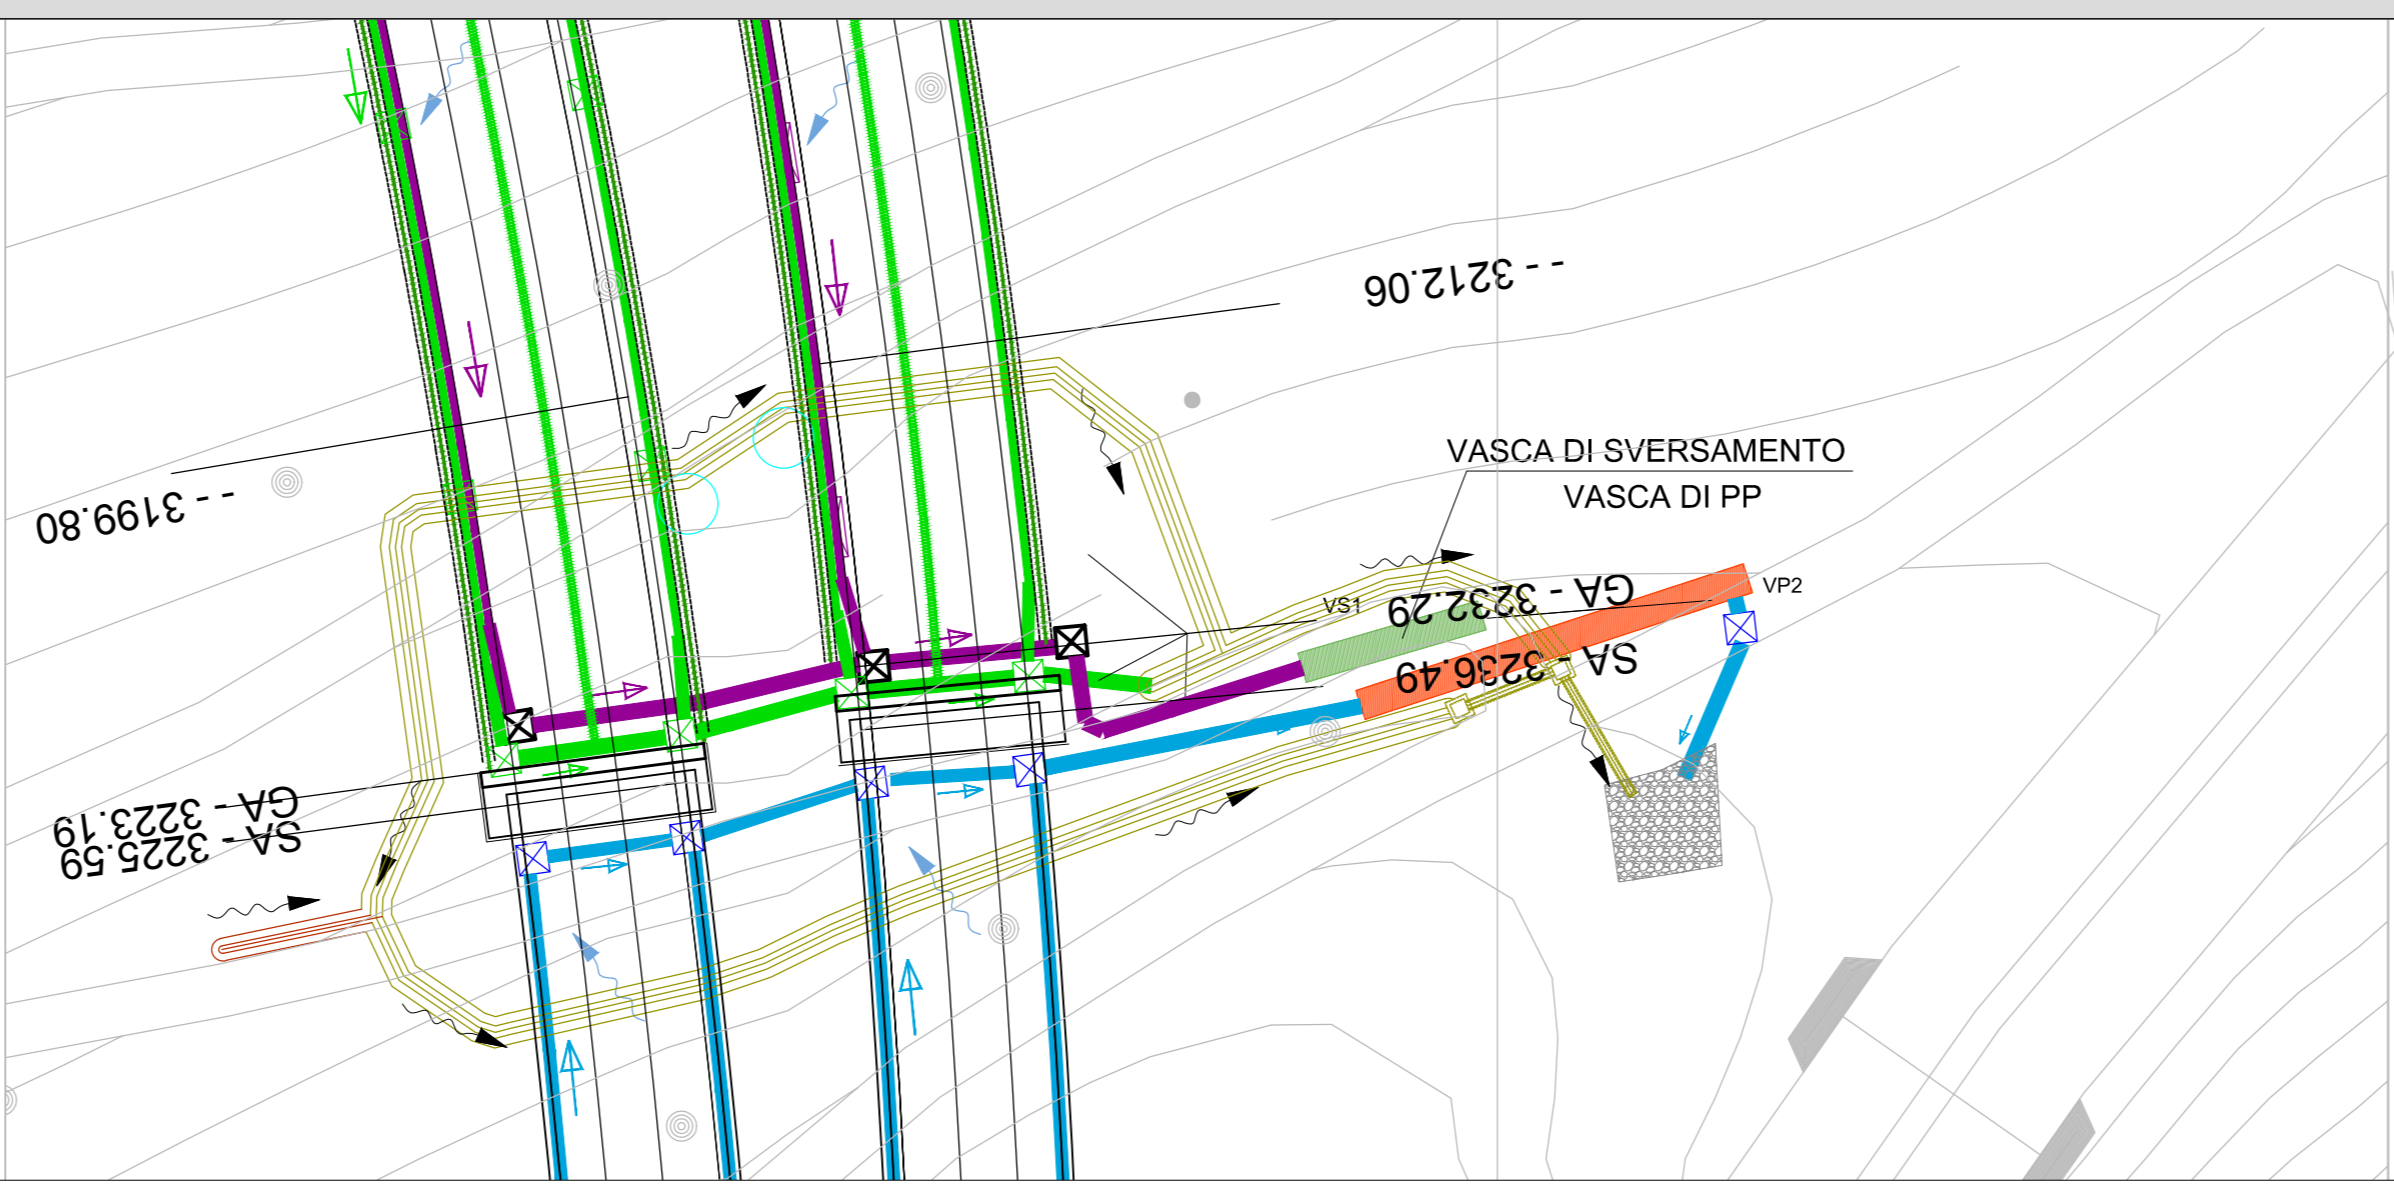 3212.06 - -
VASCA DI SVERSAMENTO
VASCA DI PP
3199.80 - -
VS1
GA - 3232.29
VP2
SA - 3236.49
GA - 3223.19
SA - 3225.59